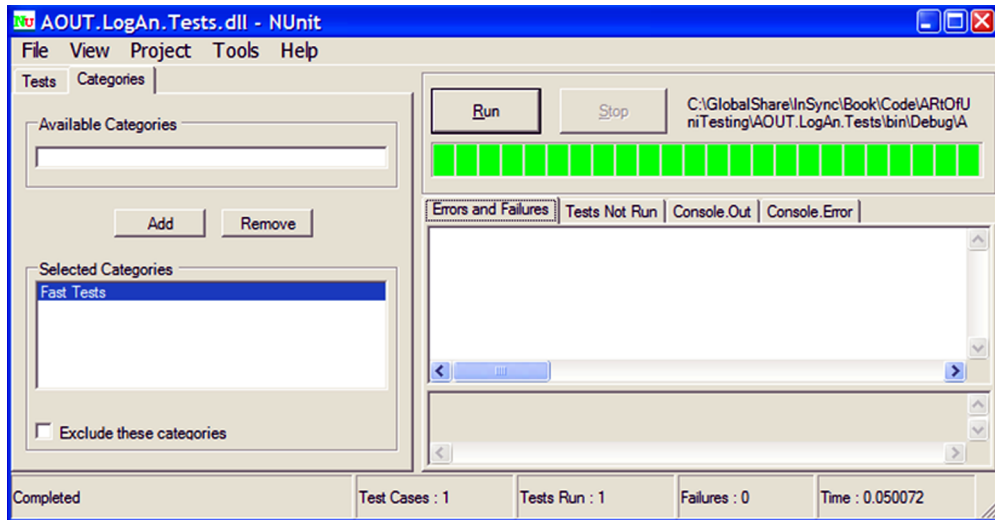 NU AOUT.LogAn.Tests.dll - NUnit
File View Project Tools Help
Tests Categories
Available Categories
Add Remove
Selected Categories
Fast Tests
Exclude these categories
Run Stop
C:\GlobalShare\InSync\Book\Code\ARtOfU
niTesting\AOUT.LogAn.Tests\bin\Debug\A
Errors and Failures Tests Not Run Console.Out Console.Error
Completed Test Cases : 1 Tests Run : 1 Failures : 0 Time : 0.050072